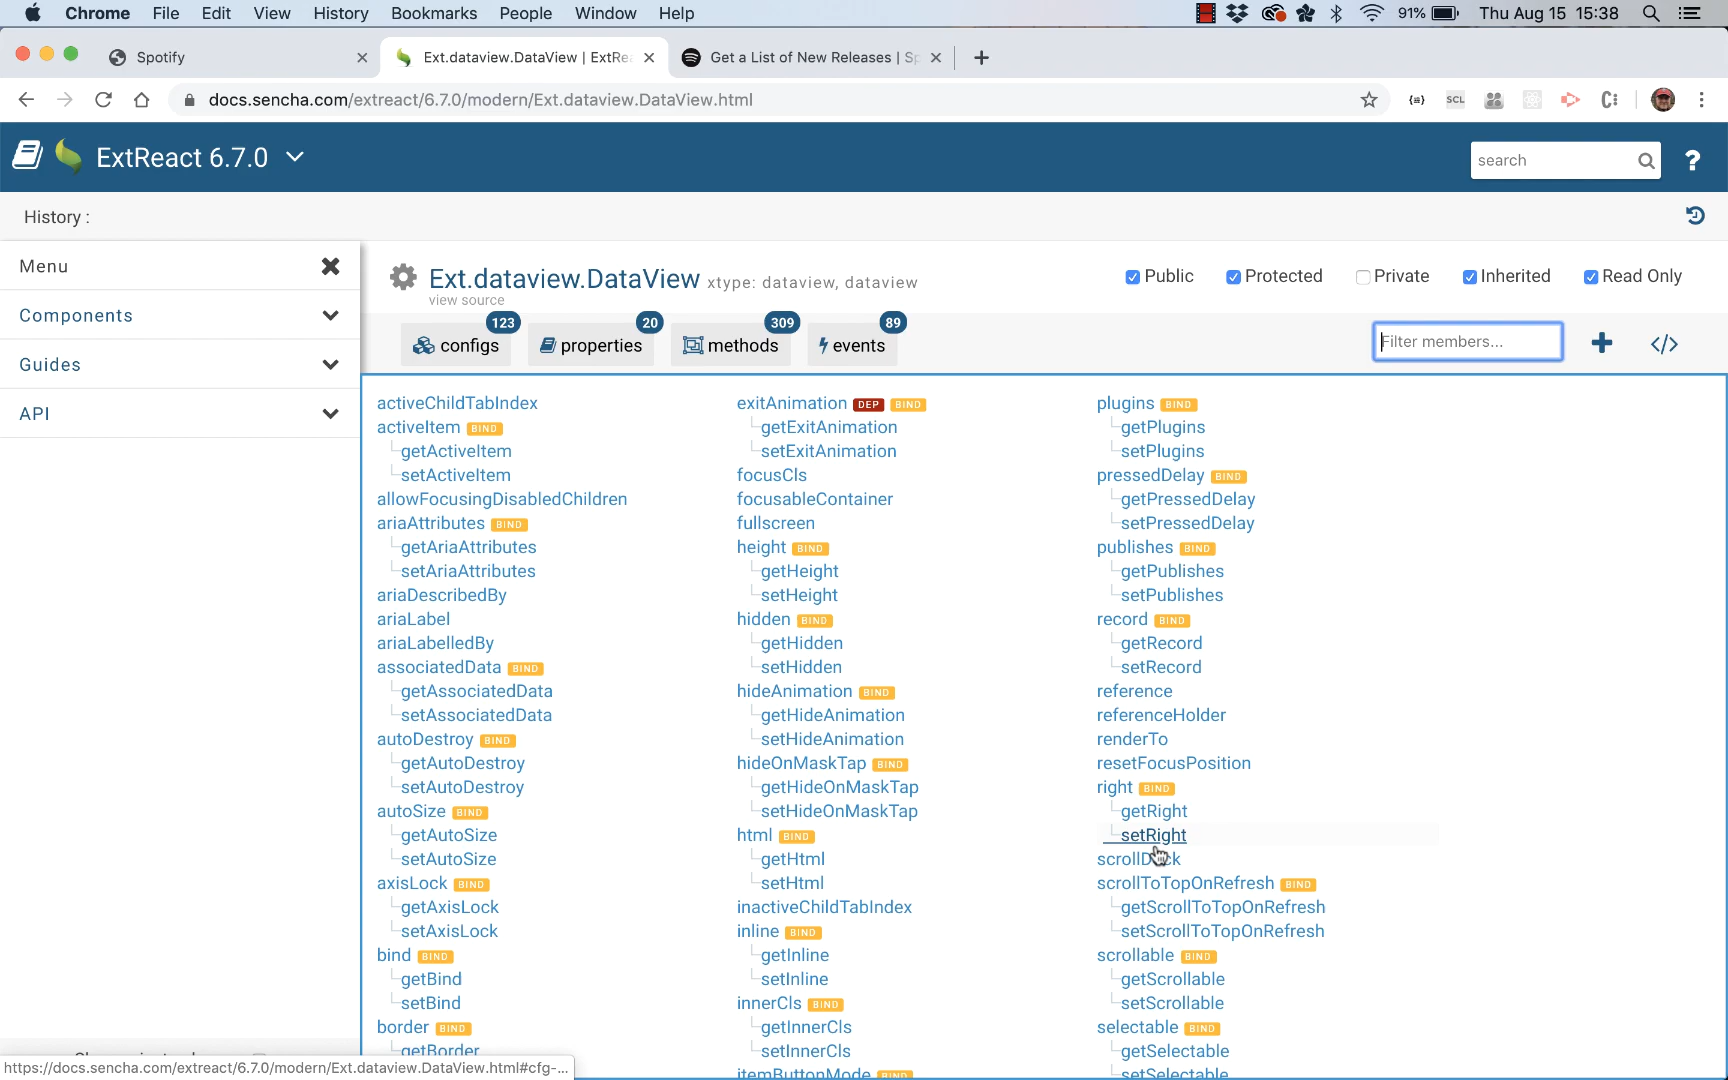 Chrome File Edit View History Bookmarks People Window Help 91% Thu Aug 15 15:38
Spotify
Ext.dataview.DataView | ExtRea
Get a List of New Releases | Sp
docs.sencha.com/extreact/6.7.0/modern/Ext.dataview.DataView.html
SCL
ExtReact 6.7.0
search
?
History :
Menu
Components
Guides
API
Ext.dataview.DataView xtype: dataview, dataview
view source
Public Protected Private Inherited Read Only
configs 123
properties 20
methods 309
events 89
Filter members...
</>
activeChildTabIndex
activeItem BIND
getActiveItem
setActiveItem
allowFocusingDisabledChildren
ariaAttributes BIND
getAriaAttributes
setAriaAttributes
ariaDescribedBy
ariaLabel
ariaLabelledBy
associatedData BIND
getAssociatedData
setAssociatedData
autoDestroy BIND
getAutoDestroy
setAutoDestroy
autoSize BIND
getAutoSize
setAutoSize
axisLock BIND
getAxisLock
setAxisLock
bind BIND
getBind
setBind
border BIND
getBorder
exitAnimation DEP BIND
getExitAnimation
setExitAnimation
focusCls
focusableContainer
fullscreen
height BIND
getHeight
setHeight
hidden BIND
getHidden
setHidden
hideAnimation BIND
getHideAnimation
setHideAnimation
hideOnMaskTap BIND
getHideOnMaskTap
setHideOnMaskTap
html BIND
getHtml
setHtml
inactiveChildTabIndex
inline BIND
getInline
setInline
innerCls BIND
getInnerCls
setInnerCls
itemButtonMode BIND
plugins BIND
getPlugins
setPlugins
pressedDelay BIND
getPressedDelay
setPressedDelay
publishes BIND
getPublishes
setPublishes
record BIND
getRecord
setRecord
reference
referenceHolder
renderTo
resetFocusPosition
right BIND
getRight
setRight
scrollDock
scrollToTopOnRefresh BIND
getScrollToTopOnRefresh
setScrollToTopOnRefresh
scrollable BIND
getScrollable
setScrollable
selectable BIND
getSelectable
setSelectable
https://docs.sencha.com/extreact/6.7.0/modern/Ext.dataview.DataView.html#cfg-...